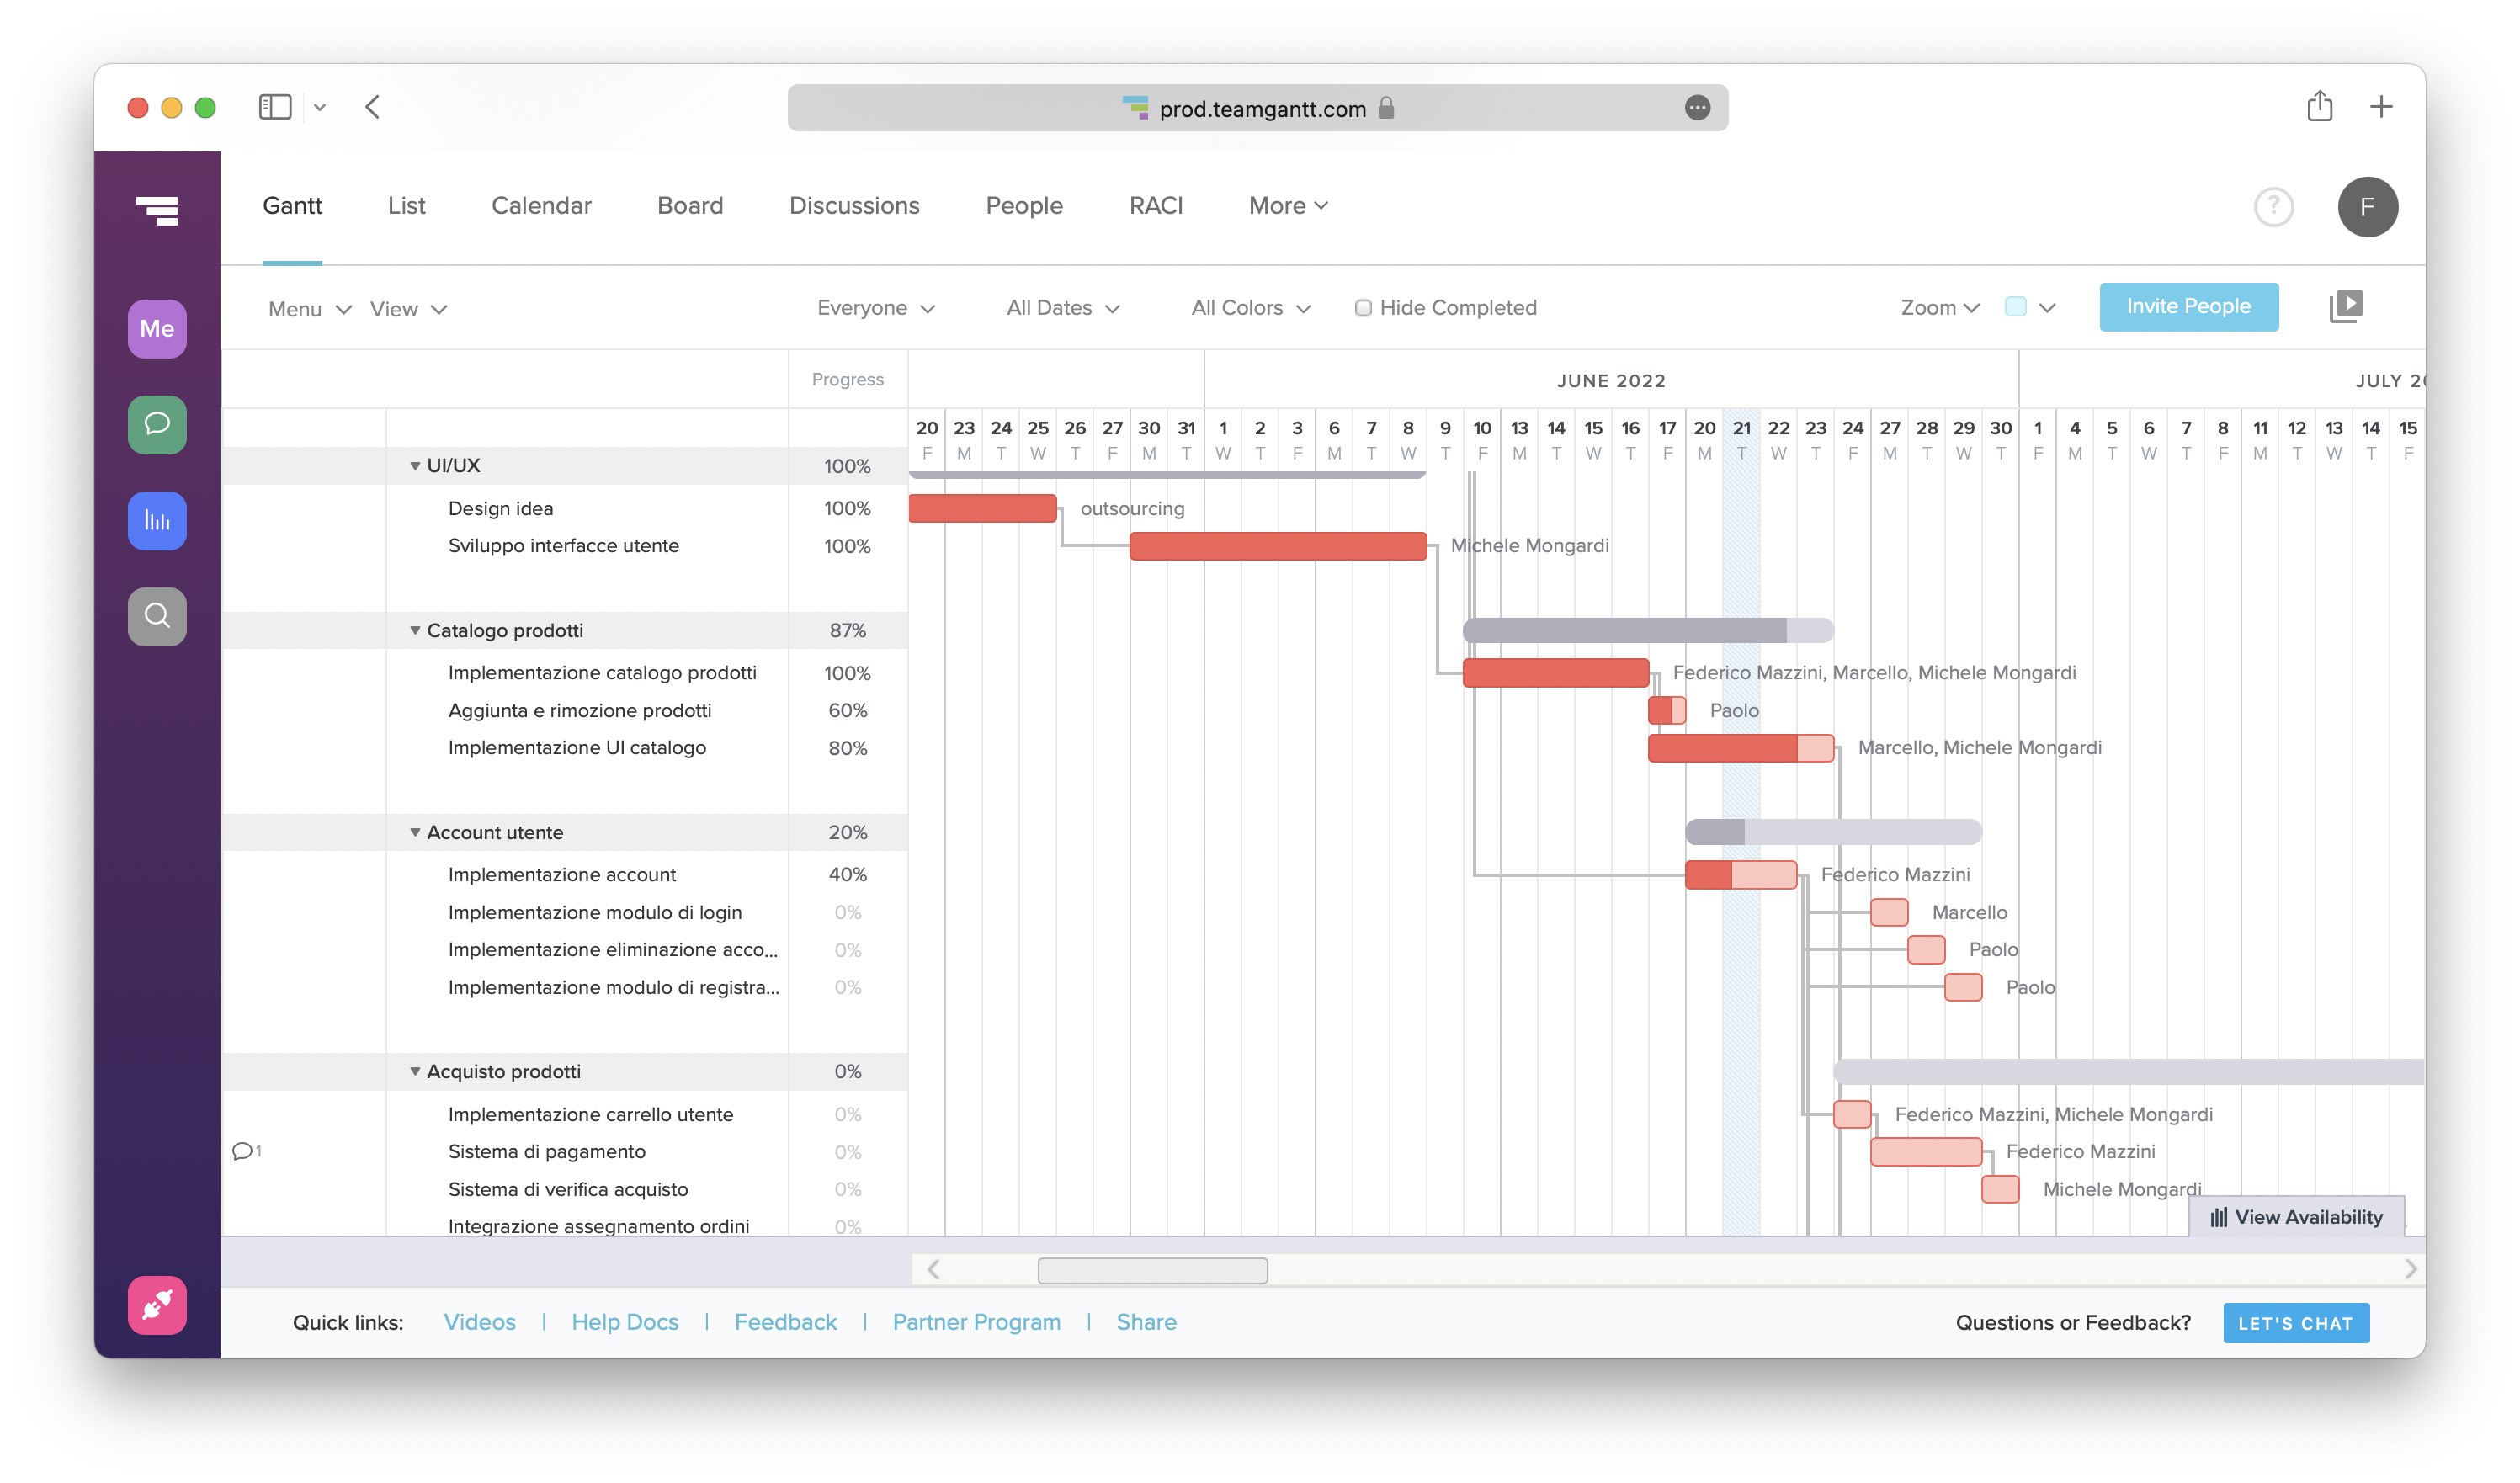 prod.teamgantt.com
Gantt List Calendar Board Discussions People RACI More
? F
Menu View Everyone All Dates All Colors Hide Completed Zoom Invite People
Me
Progress JUNE 2022 JULY 20
20 23 24 25 26 27 30 31 1 2 3 6 7 8 9 10 13 14 15 16 17 20 21 22 23 24 27 28 29 30 1 4 5 6 7 8 11 12 13 14 15
F M T W T F M T W T F M T W T F M T W T F M T W T F M T W T F M T W T F M T W T F
UI/UX 100%
Design idea 100% outsourcing
Sviluppo interfacce utente 100% Michele Mongardi
Catalogo prodotti 87%
Implementazione catalogo prodotti 100% Federico Mazzini, Marcello, Michele Mongardi
Aggiunta e rimozione prodotti 60% Paolo
Implementazione UI catalogo 80% Marcello, Michele Mongardi
Account utente 20%
Implementazione account 40% Federico Mazzini
Implementazione modulo di login 0% Marcello
Implementazione eliminazione acco... 0% Paolo
Implementazione modulo di registra... 0% Paolo
Acquisto prodotti 0%
Implementazione carrello utente 0% Federico Mazzini, Michele Mongardi
1 Sistema di pagamento 0% Federico Mazzini
Sistema di verifica acquisto 0% Michele Mongardi
Integrazione assegnamento ordini 0%
View Availability
Quick links: Videos | Help Docs | Feedback | Partner Program | Share Questions or Feedback? LET'S CHAT